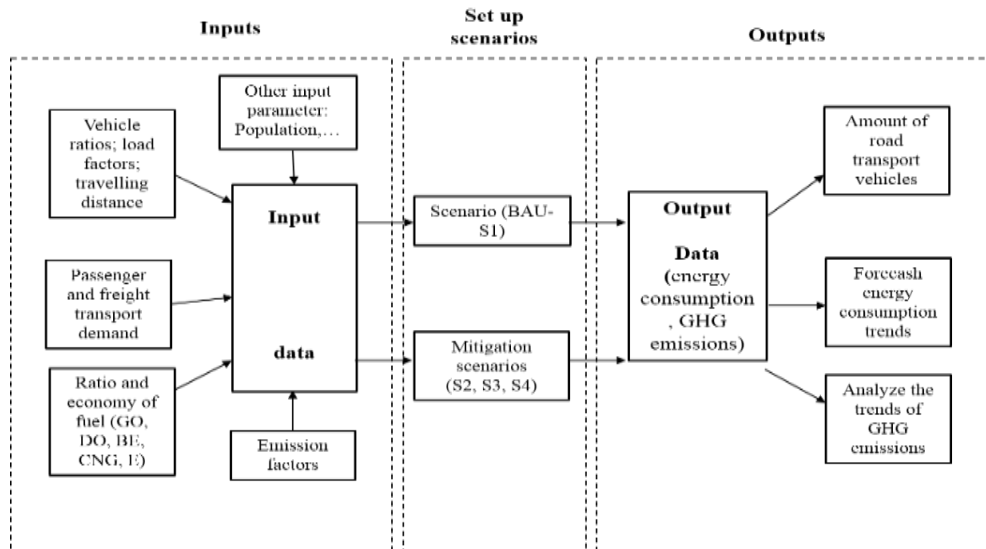 Inputs
Set up
scenarios
Outputs
Other input
parameter:
Population,…
Vehicle
ratios; load
factors;
travelling
distance
Passenger
and freight
transport
demand
Ratio and
economy of
fuel (GO,
DO, BE,
CNG, E)
Input
data
Emission
factors
Scenario (BAU-
S1)
Mitigation
scenarios
(S2, S3, S4)
Output
Data
(energy
consumption
, GHG
emissions)
Amount of
road
transport
vehicles
Forecash
energy
consumption
trends
Analyze the
trends of
GHG
emissions